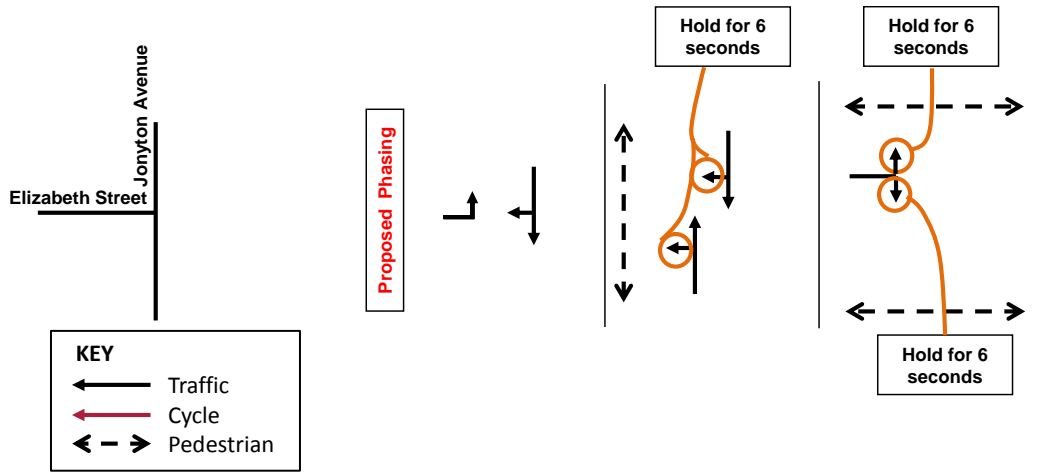 Jonyton Avenue
Elizabeth Street
Proposed Phasing
Hold for 6
seconds
Hold for 6
seconds
Hold for 6
seconds
KEY
Traffic
Cycle
Pedestrian